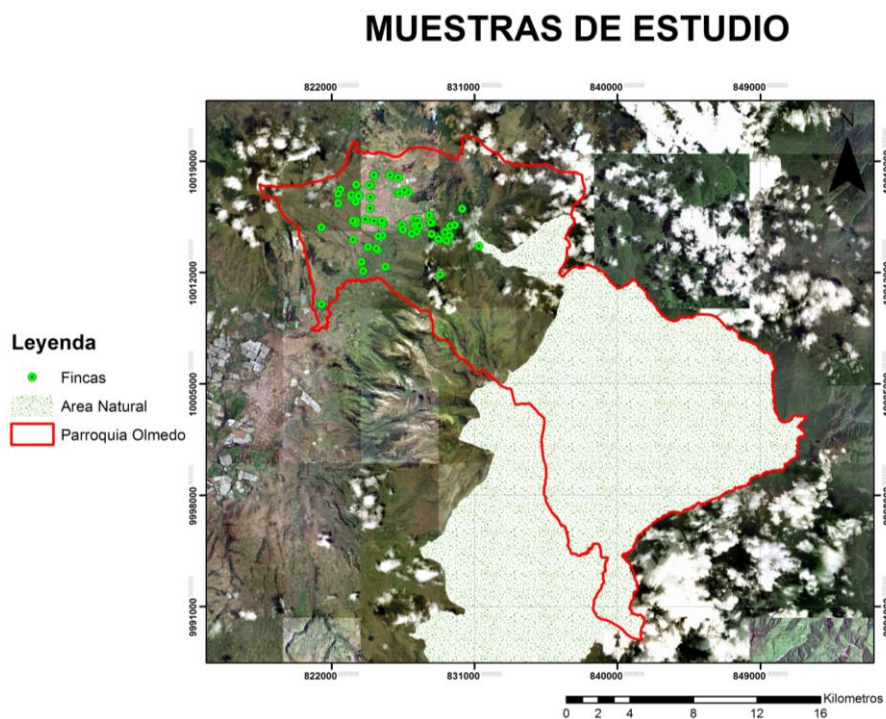 MUESTRAS DE ESTUDIO
822000 831000 840000 849000
N
10019000
10012000
10005000
9998000
9991000
Leyenda
Fincas
Area Natural
Parroquia Olmedo
822000 831000 840000 849000
Kilometros
0 2 4 8 12 16